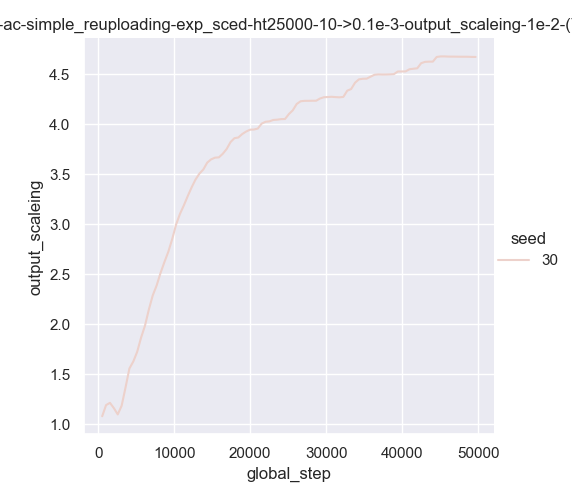 -ac-simple_reuploading-exp_sced-ht25000-10->0.1e-3-output_scaleing-1e-2-(
4.5
4.0
3.5
3.0
2.5
2.0
1.5
1.0
output_scaleing
0 10000 20000 30000 40000 50000
global_step
seed
30